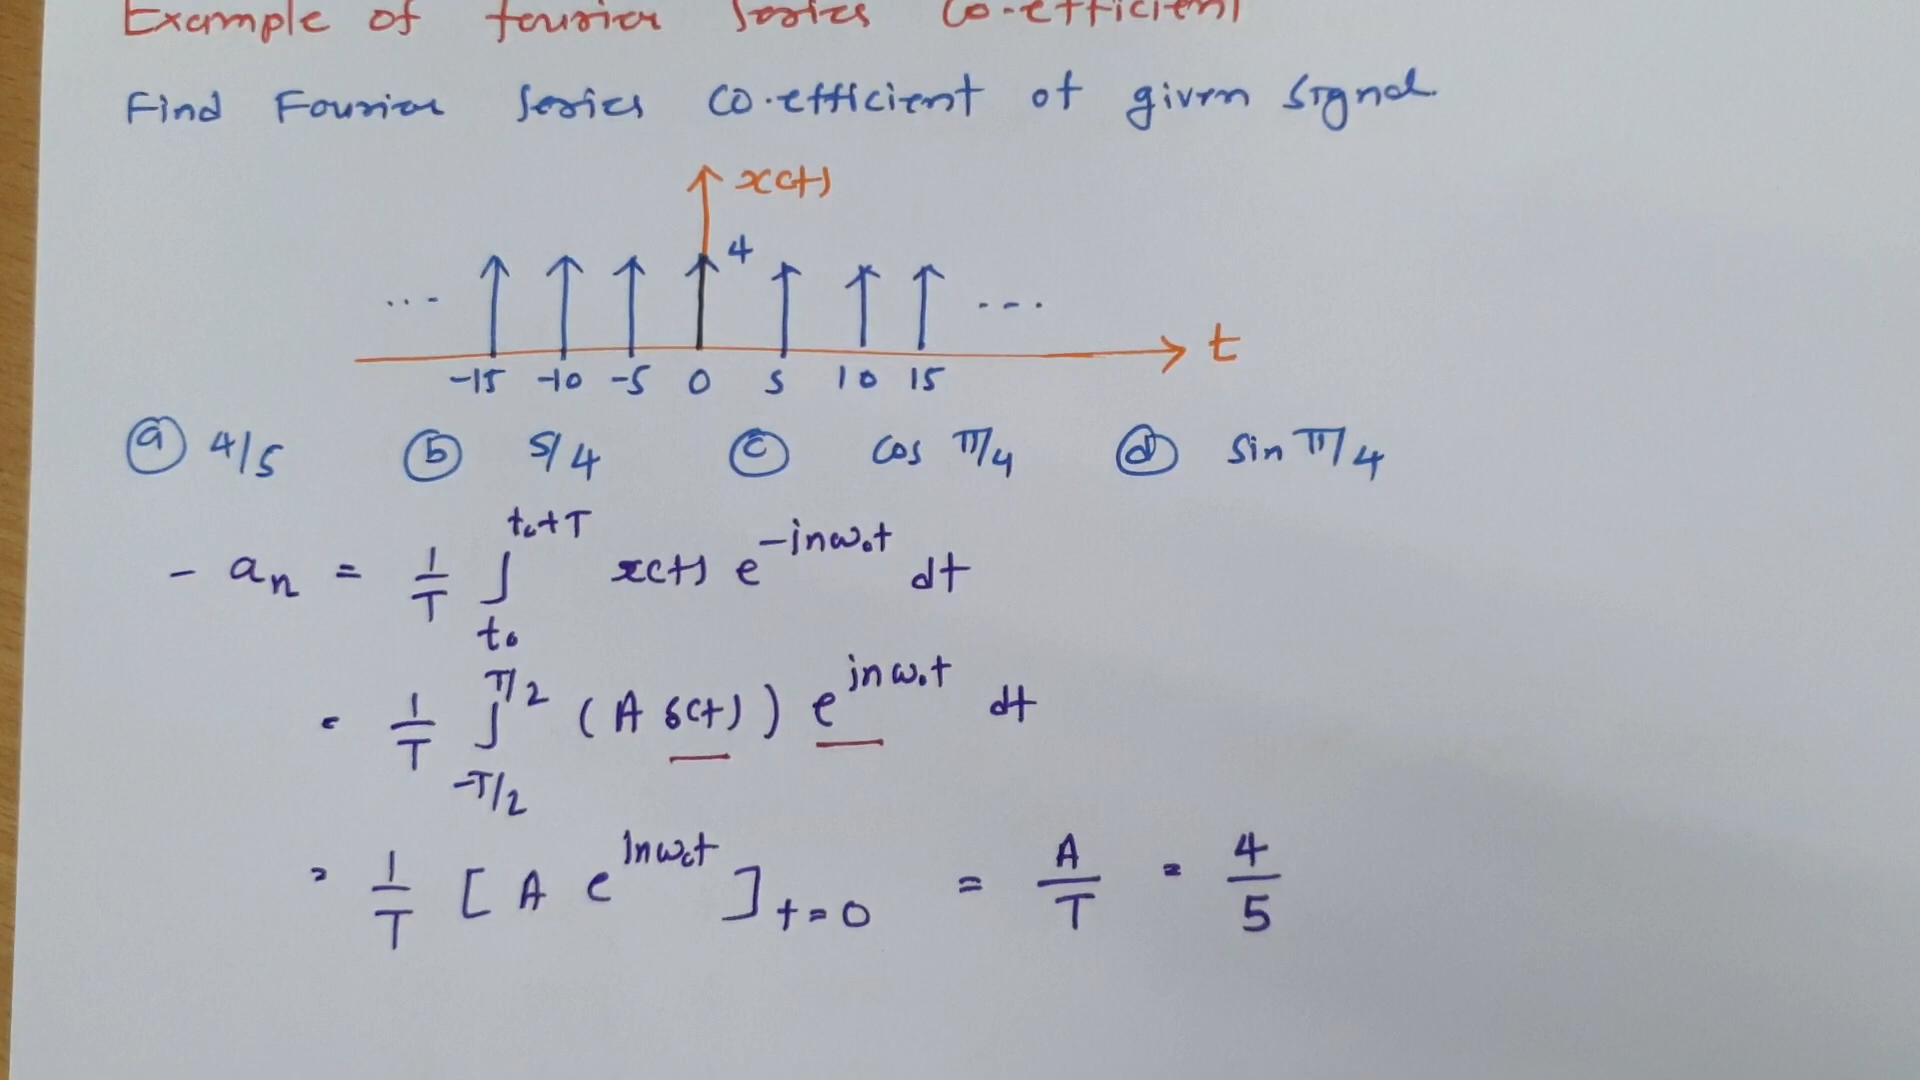 Example of fourier series Co-efficient
Find Fourier series co-efficient of given signal.
x(t)
4
... - - - .
-15 -10 -5 0 5 10 15 t
(a) 4/5 (b) 5/4 (c) cos π/4 (d) sin π/4
- an = 1/T ∫_{t0}^{t0+T} x(t) e^{-jnω0t} dt
= 1/T ∫_{-T/2}^{T/2} (A δ(t)) e^{jnω0t} dt
= 1/T [A e^{jnω0t}]_{t=0} = A/T = 4/5